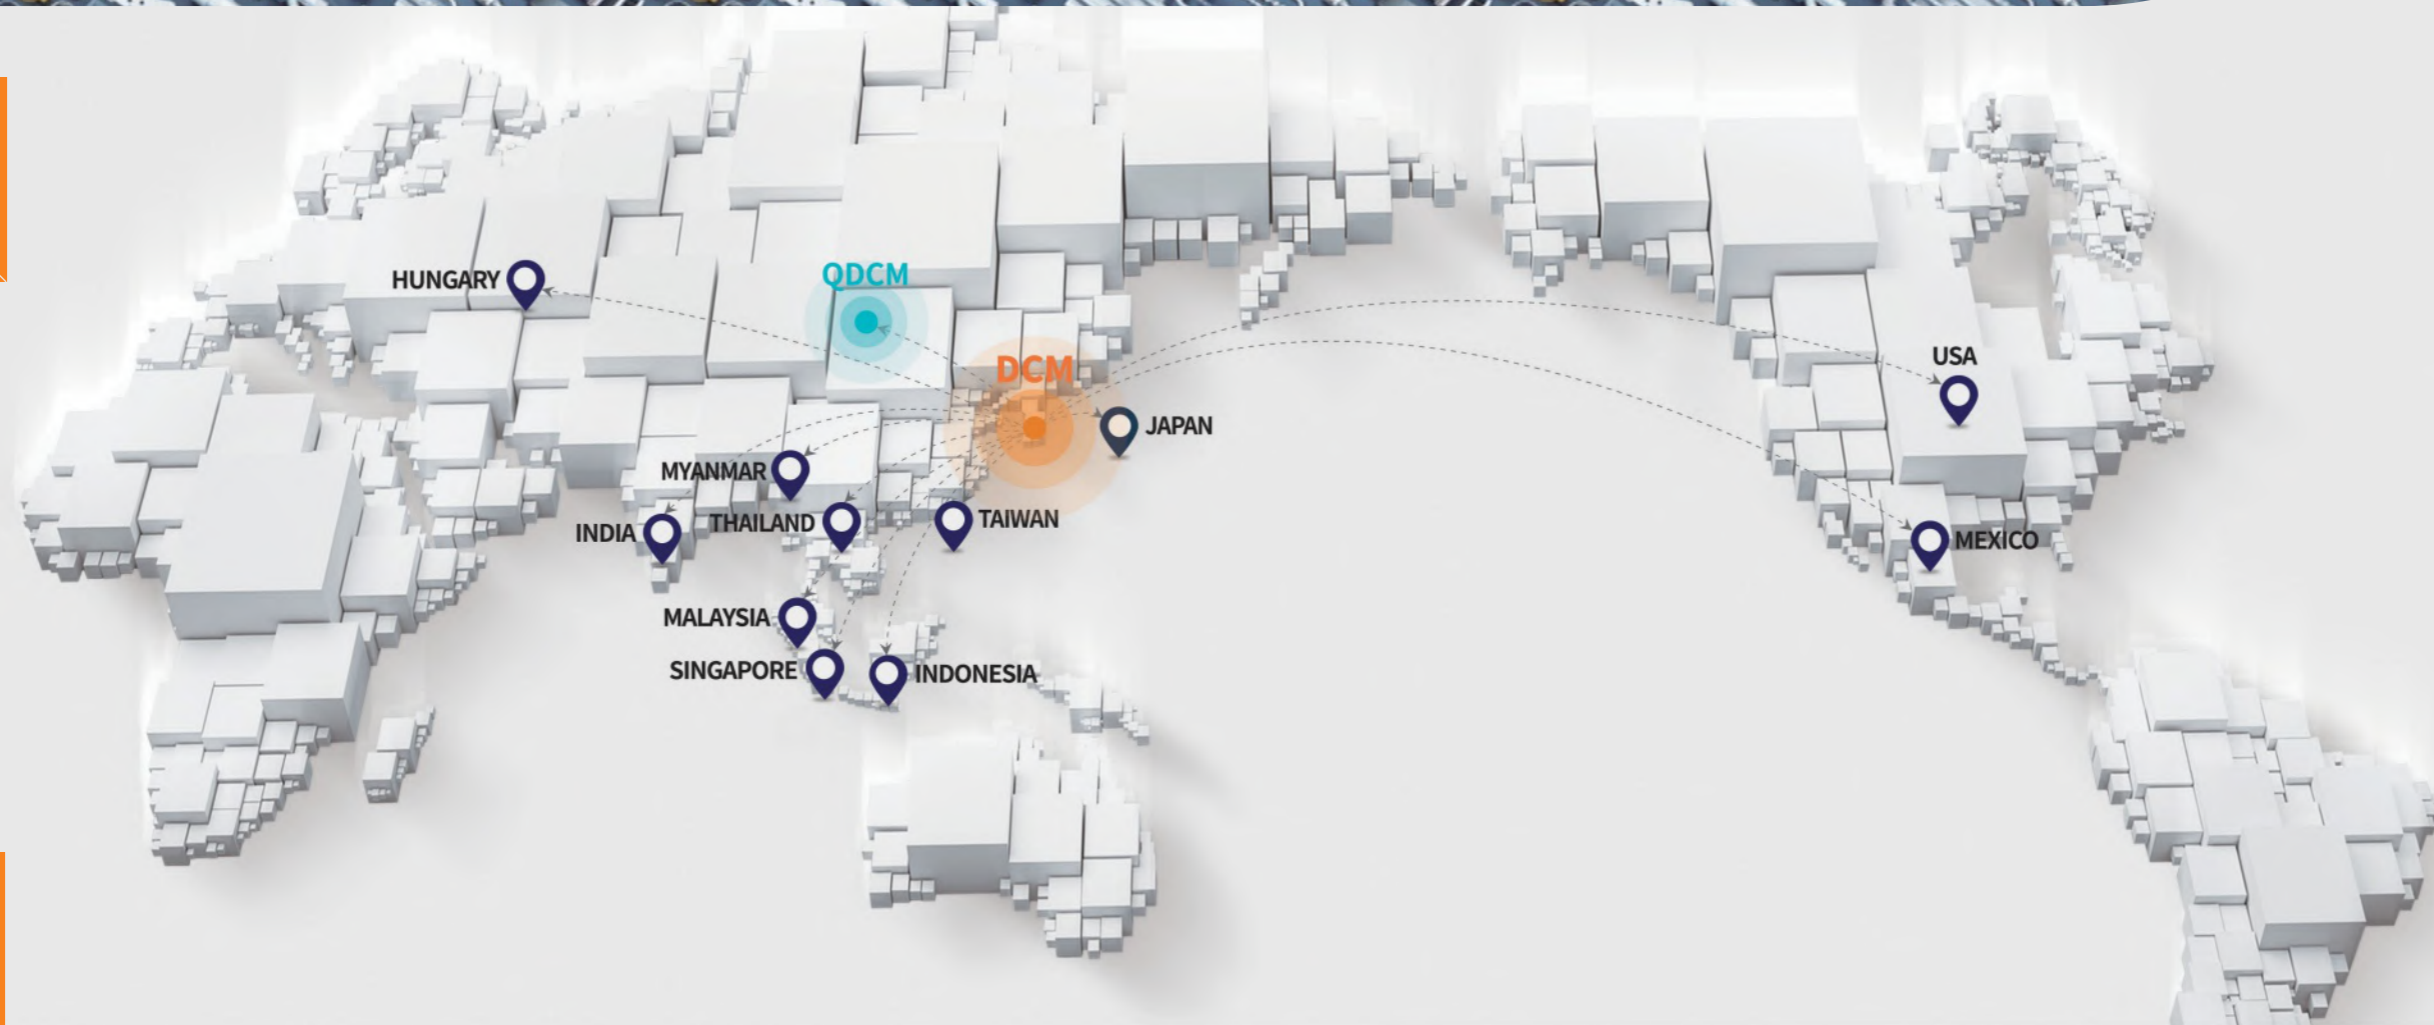 QDCM
HUNGARY
USA
DCM
JAPAN
MYANMAR
TAIWAN
THAILAND
INDIA
MEXICO
MALAYSIA
SINGAPORE
INDONESIA